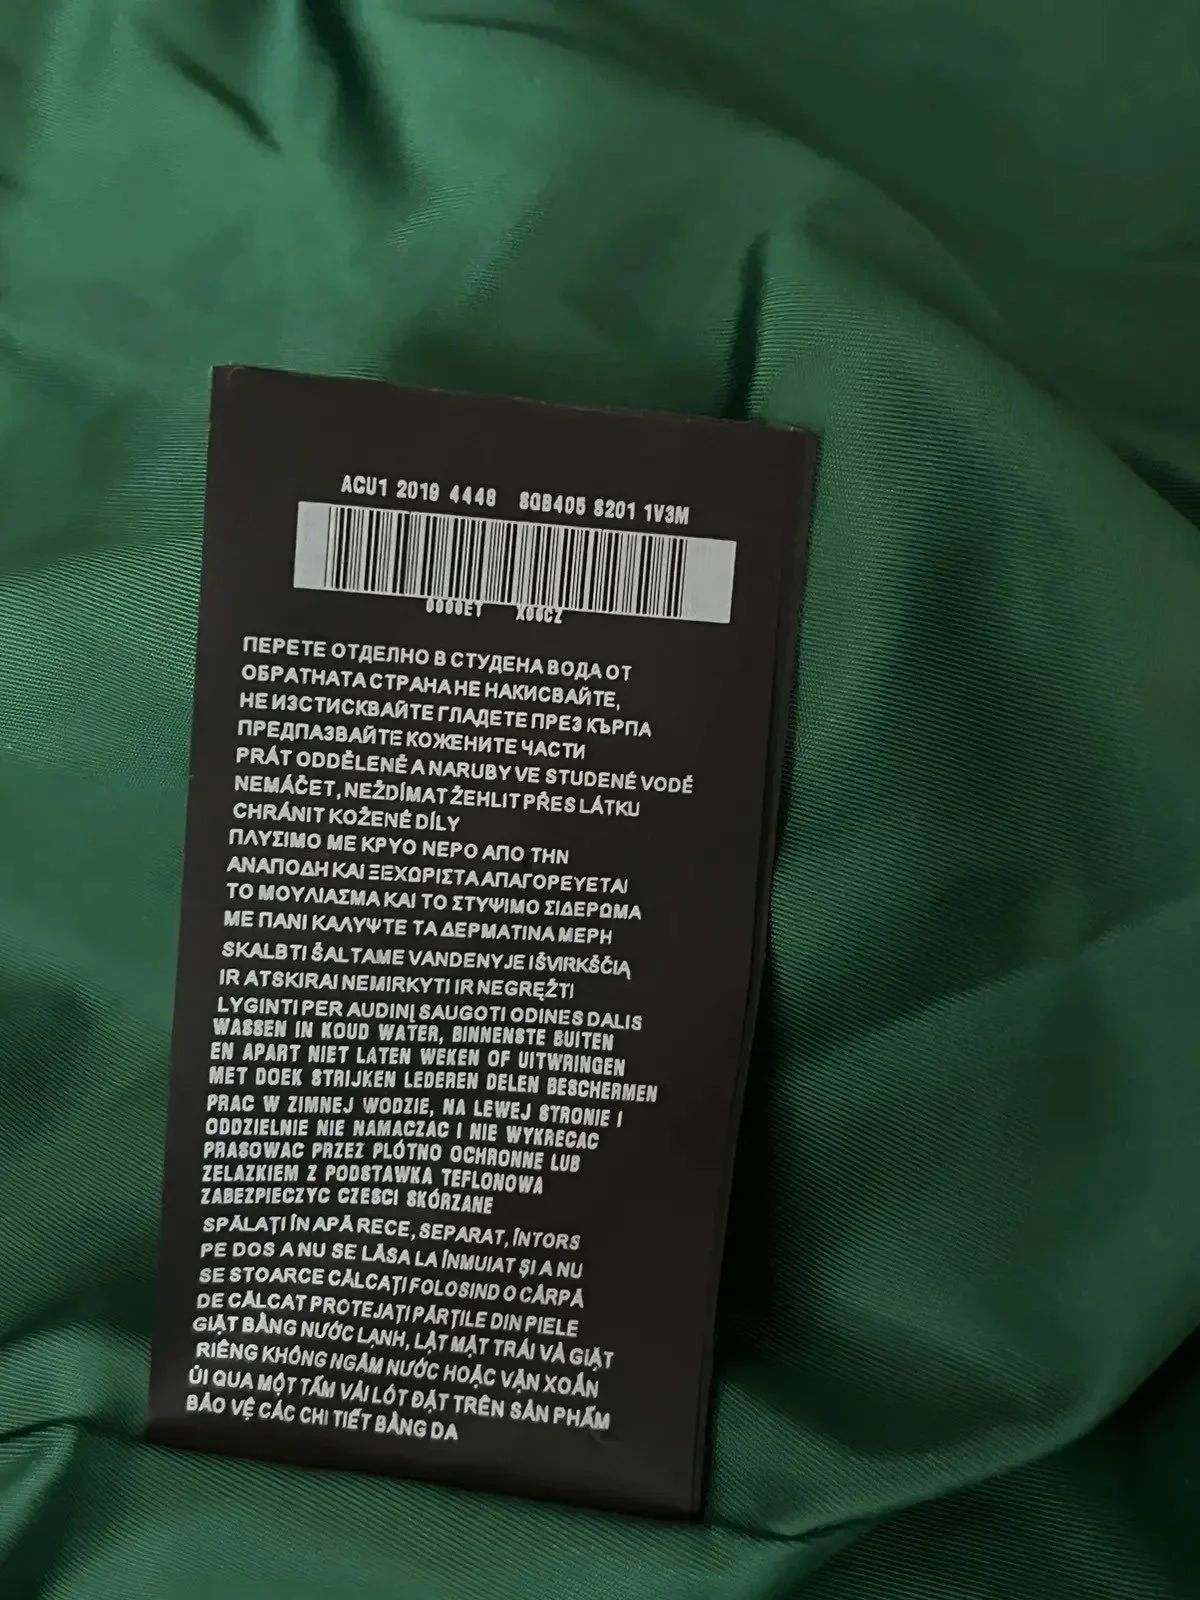 ACU1 2019 4448 SQB405 S201 1V3M
0000ET X06CZ
ПЕРЕТЕ ОТДЕЛНО В СТУДЕНА ВОДА ОТ
ОБРАТНАТА СТРАНА НЕ НАКИСВАЙТЕ,
НЕ ИЗСТИСКВАЙТЕ ГЛАДЕТЕ ПРЕЗ КЪРПА
ПРЕДПАЗВАЙТЕ КОЖЕНИТЕ ЧАСТИ
PRÁT ODDĚLENĚ A NARUBY VE STUDENÉ VODĚ
NEMÁČET, NEŽDÍMAT ŽEHLIT PŘES LÁTKU
CHRÁNIT KOŽENÉ DÍLY
ΠΛΥΣΙΜΟ ΜΕ ΚΡΥΟ ΝΕΡΟ ΑΠΟ ΤΗΝ
ΑΝΑΠΟΔΗ ΚΑΙ ΞΕΧΩΡΙΣΤΑ ΑΠΑΓΟΡΕΥΕΤΑΙ
ΤΟ ΜΟΥΛΙΑΣΜΑ ΚΑΙ ΤΟ ΣΤΥΨΙΜΟ ΣΙΔΕΡΩΜΑ
ΜΕ ΠΑΝΙ ΚΑΛΥΨΤΕ ΤΑ ΔΕΡΜΑΤΙΝΑ ΜΕΡΗ
SKALBTI ŠALTAME VANDENYJE IŠVIRKŠČIĄ
IR ATSKIRAI NEMIRKYTI IR NEGRĘŽTI
LYGINTI PER AUDINĮ SAUGOTI ODINES DALIS
WASSEN IN KOUD WATER, BINNENSTE BUITEN
EN APART NIET LATEN WEKEN OF UITWRINGEN
MET DOEK STRIJKEN LEDEREN DELEN BESCHERMEN
PRAC W ZIMNEJ WODZIE, NA LEWEJ STRONIE I
ODDZIELNIE NIE NAMACZAC I NIE WYKRECAC
PRASOWAC PRZEZ PLÓTNO OCHRONNE LUB
ZELAZKIEM Z PODSTAWKA TEFLONOWA
ZABEZPIECZYC CZESCI SKÓRZANE
SPĂLAȚI ÎN APĂ RECE, SEPARAT, ÎNTORS
PE DOS A NU SE LĂSA LA ÎNMUIAT ȘI A NU
SE STOARCE CĂLCAȚI FOLOSIND O CÂRPĂ
DE CĂLCAT PROTEJAȚI PĂRȚILE DIN PIELE
GIẶT BẰNG NƯỚC LẠNH, LẬT MẶT TRÁI VÀ GIẶT
RIÊNG KHÔNG NGÂM NƯỚC HOẶC VẶN XOẮN
ỦI QUA MỘT TẤM VẢI LÓT ĐẶT TRÊN SẢN PHẨM
BẢO VỆ CÁC CHI TIẾT BẰNG DA